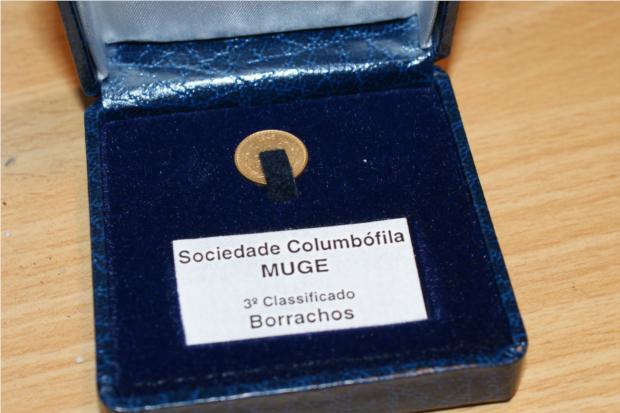 Sociedade Columbófila
MUGE
3º Classificado
Borrachos